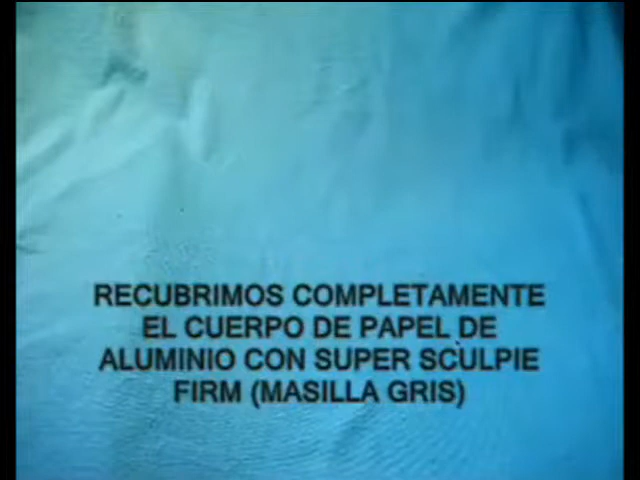 RECUBRIMOS COMPLETAMENTE
EL CUERPO DE PAPEL DE
ALUMINIO CON SUPER SCULPIE
FIRM (MASILLA GRIS)